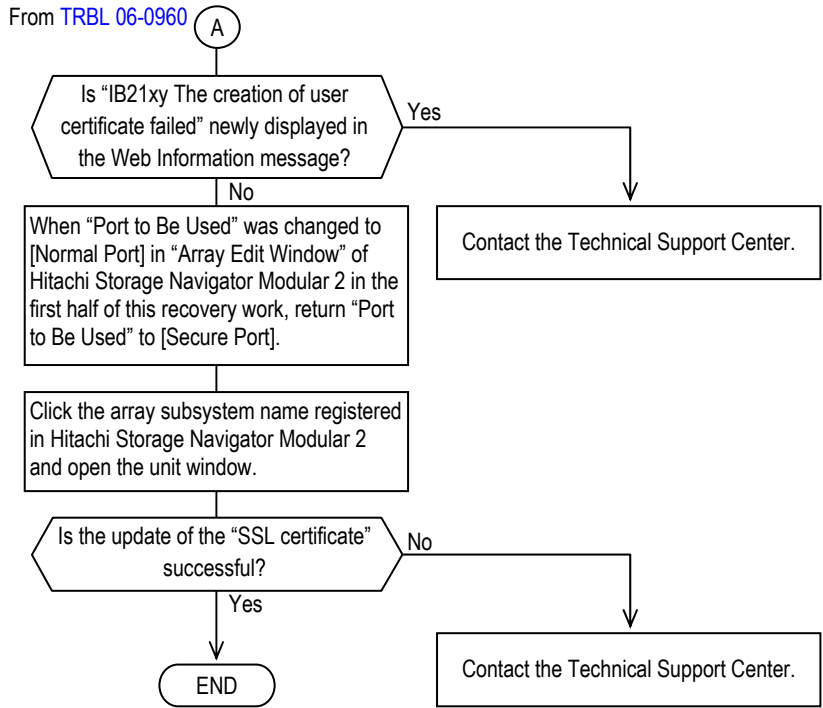 From TRBL 06-0960
A
Is “IB21xy The creation of user
certificate failed” newly displayed in
the Web Information message?
Yes
No
When “Port to Be Used” was changed to
[Normal Port] in “Array Edit Window” of
Hitachi Storage Navigator Modular 2 in the
first half of this recovery work, return “Port
to Be Used” to [Secure Port].
Contact the Technical Support Center.
Click the array subsystem name registered
in Hitachi Storage Navigator Modular 2
and open the unit window.
Is the update of the “SSL certificate”
successful?
No
Yes
Contact the Technical Support Center.
END